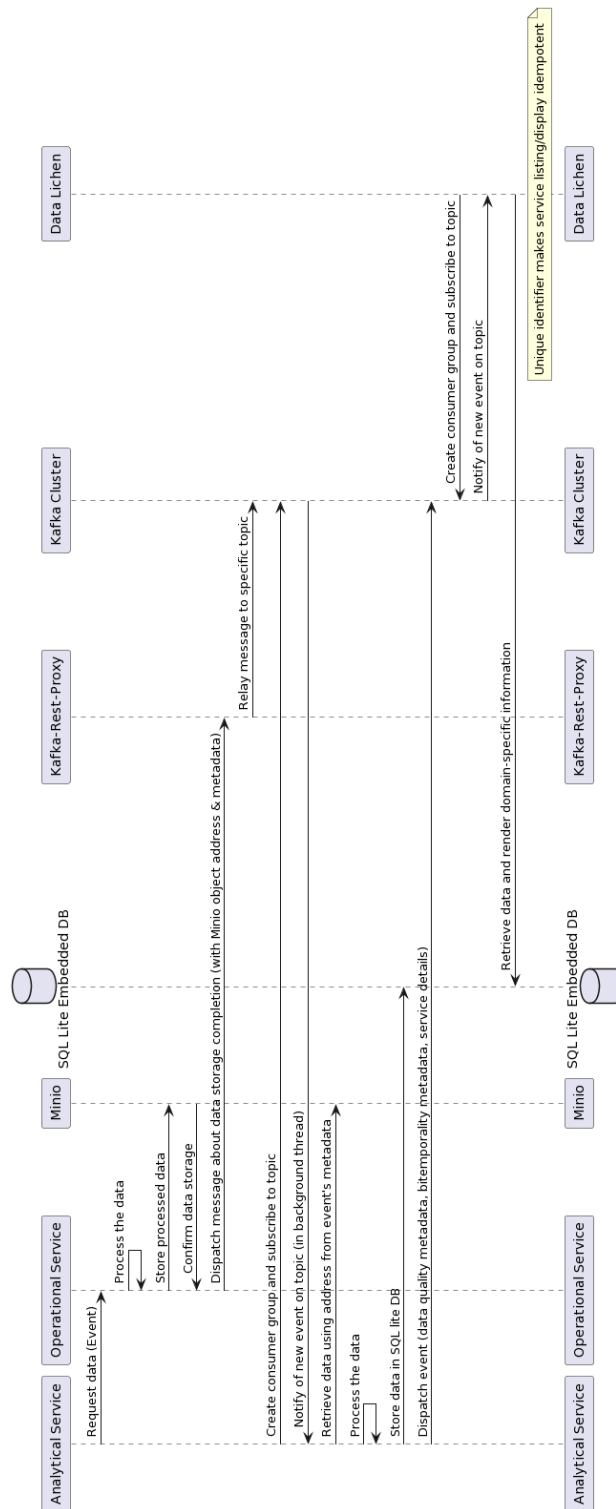 Analytical Service
Operational Service
Minio
SQL Lite Embedded DB
Kafka-Rest-Proxy
Kafka Cluster
Data Lichen
Request data (Event)
Process the data
Store processed data
Confirm data storage
Dispatch message about data storage completion (with Minio object address & metadata)
Relay message to specific topic
Create consumer group and subscribe to topic
Notify of new event on topic (in background thread)
Retrieve data using address from event's metadata
Process the data
Store data in SQL lite DB
Dispatch event (data quality metadata, bitemporality metadata, service details)
Create consumer group and subscribe to topic
Notify of new event on topic
Retrieve data and render domain-specific information
Unique identifier makes service listing/display idempotent
Analytical Service
Operational Service
Minio
SQL Lite Embedded DB
Kafka-Rest-Proxy
Kafka Cluster
Data Lichen